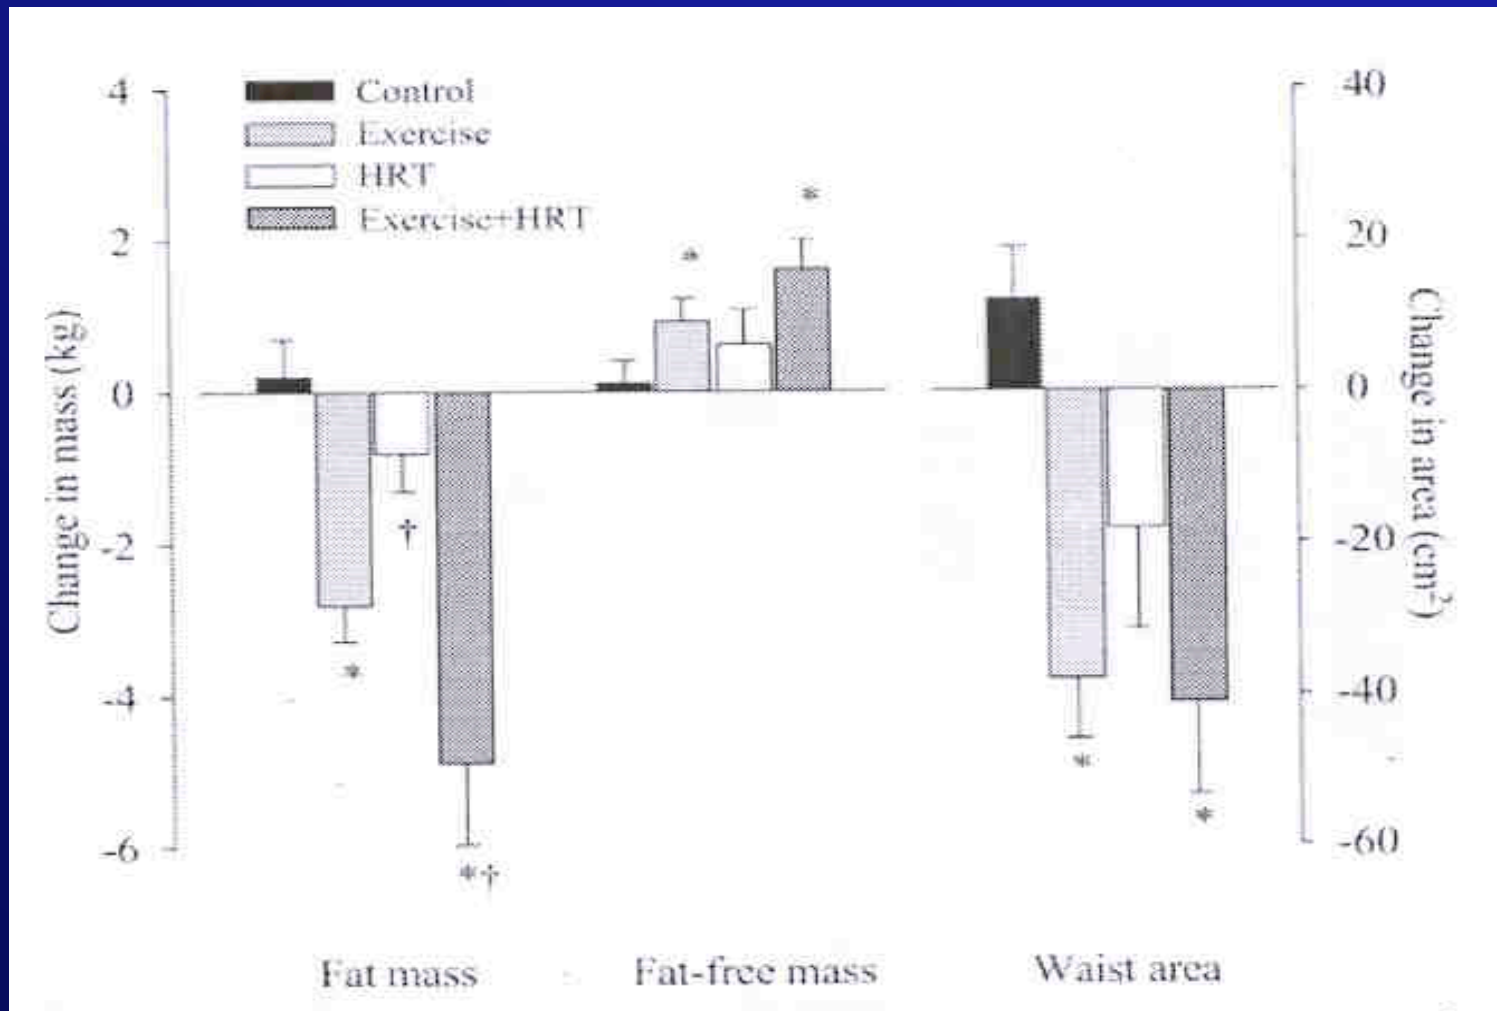 Control
Exercise
HRT
Exercise+HRT
4
2
0
-2
-4
-6
Change in mass (kg)
*
†
*†
*
*
*
*
40
20
0
-20
-40
-60
Change in area (cm²)
Fat mass
Fat-free mass
Waist area